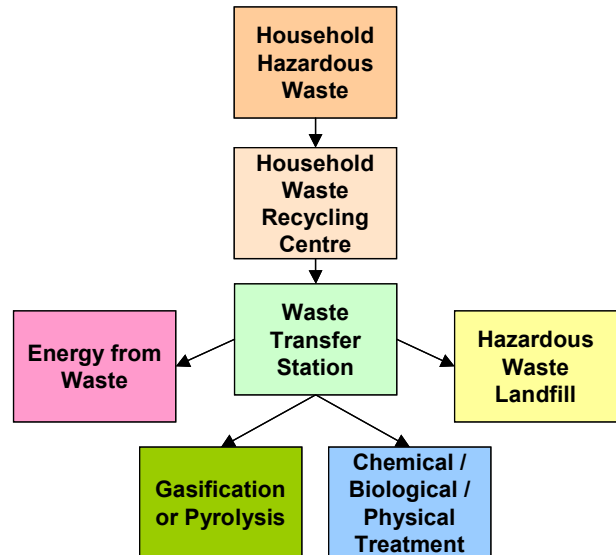 Household
Hazardous
Waste
Household
Waste
Recycling
Centre
Waste
Transfer
Station
Energy from
Waste
Hazardous
Waste
Landfill
Gasification
or Pyrolysis
Chemical /
Biological /
Physical
Treatment